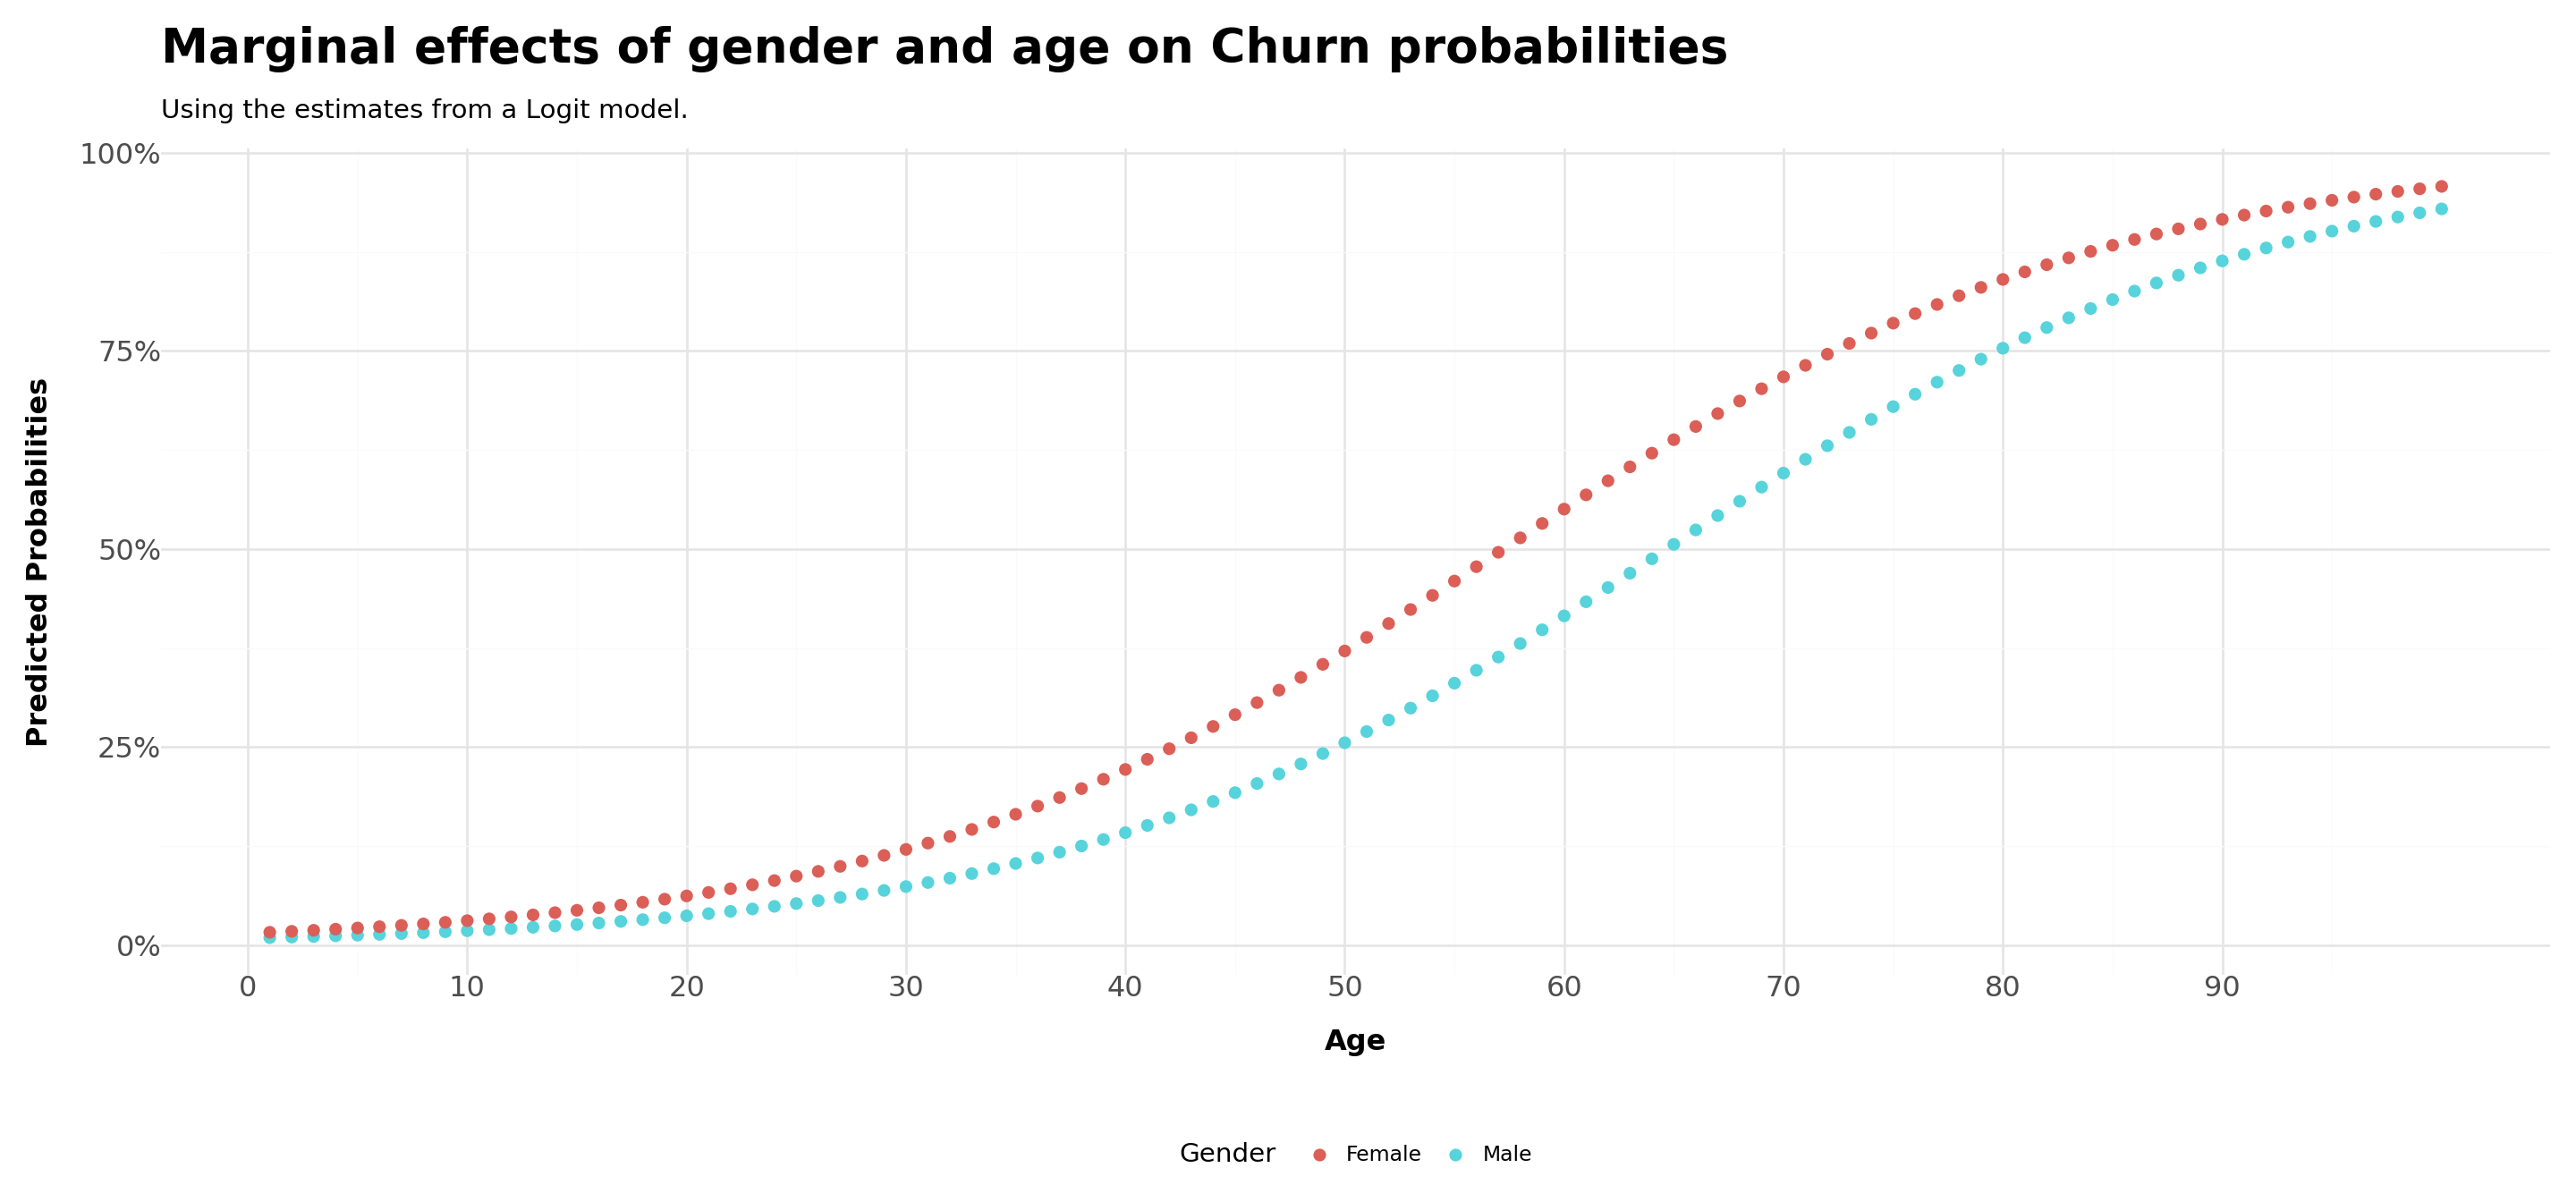 Marginal effects of gender and age on Churn probabilities
Using the estimates from a Logit model.
100%
75%
50%
25%
0%
Predicted Probabilities
0 10 20 30 40 50 60 70 80 90
Age
Gender Female Male